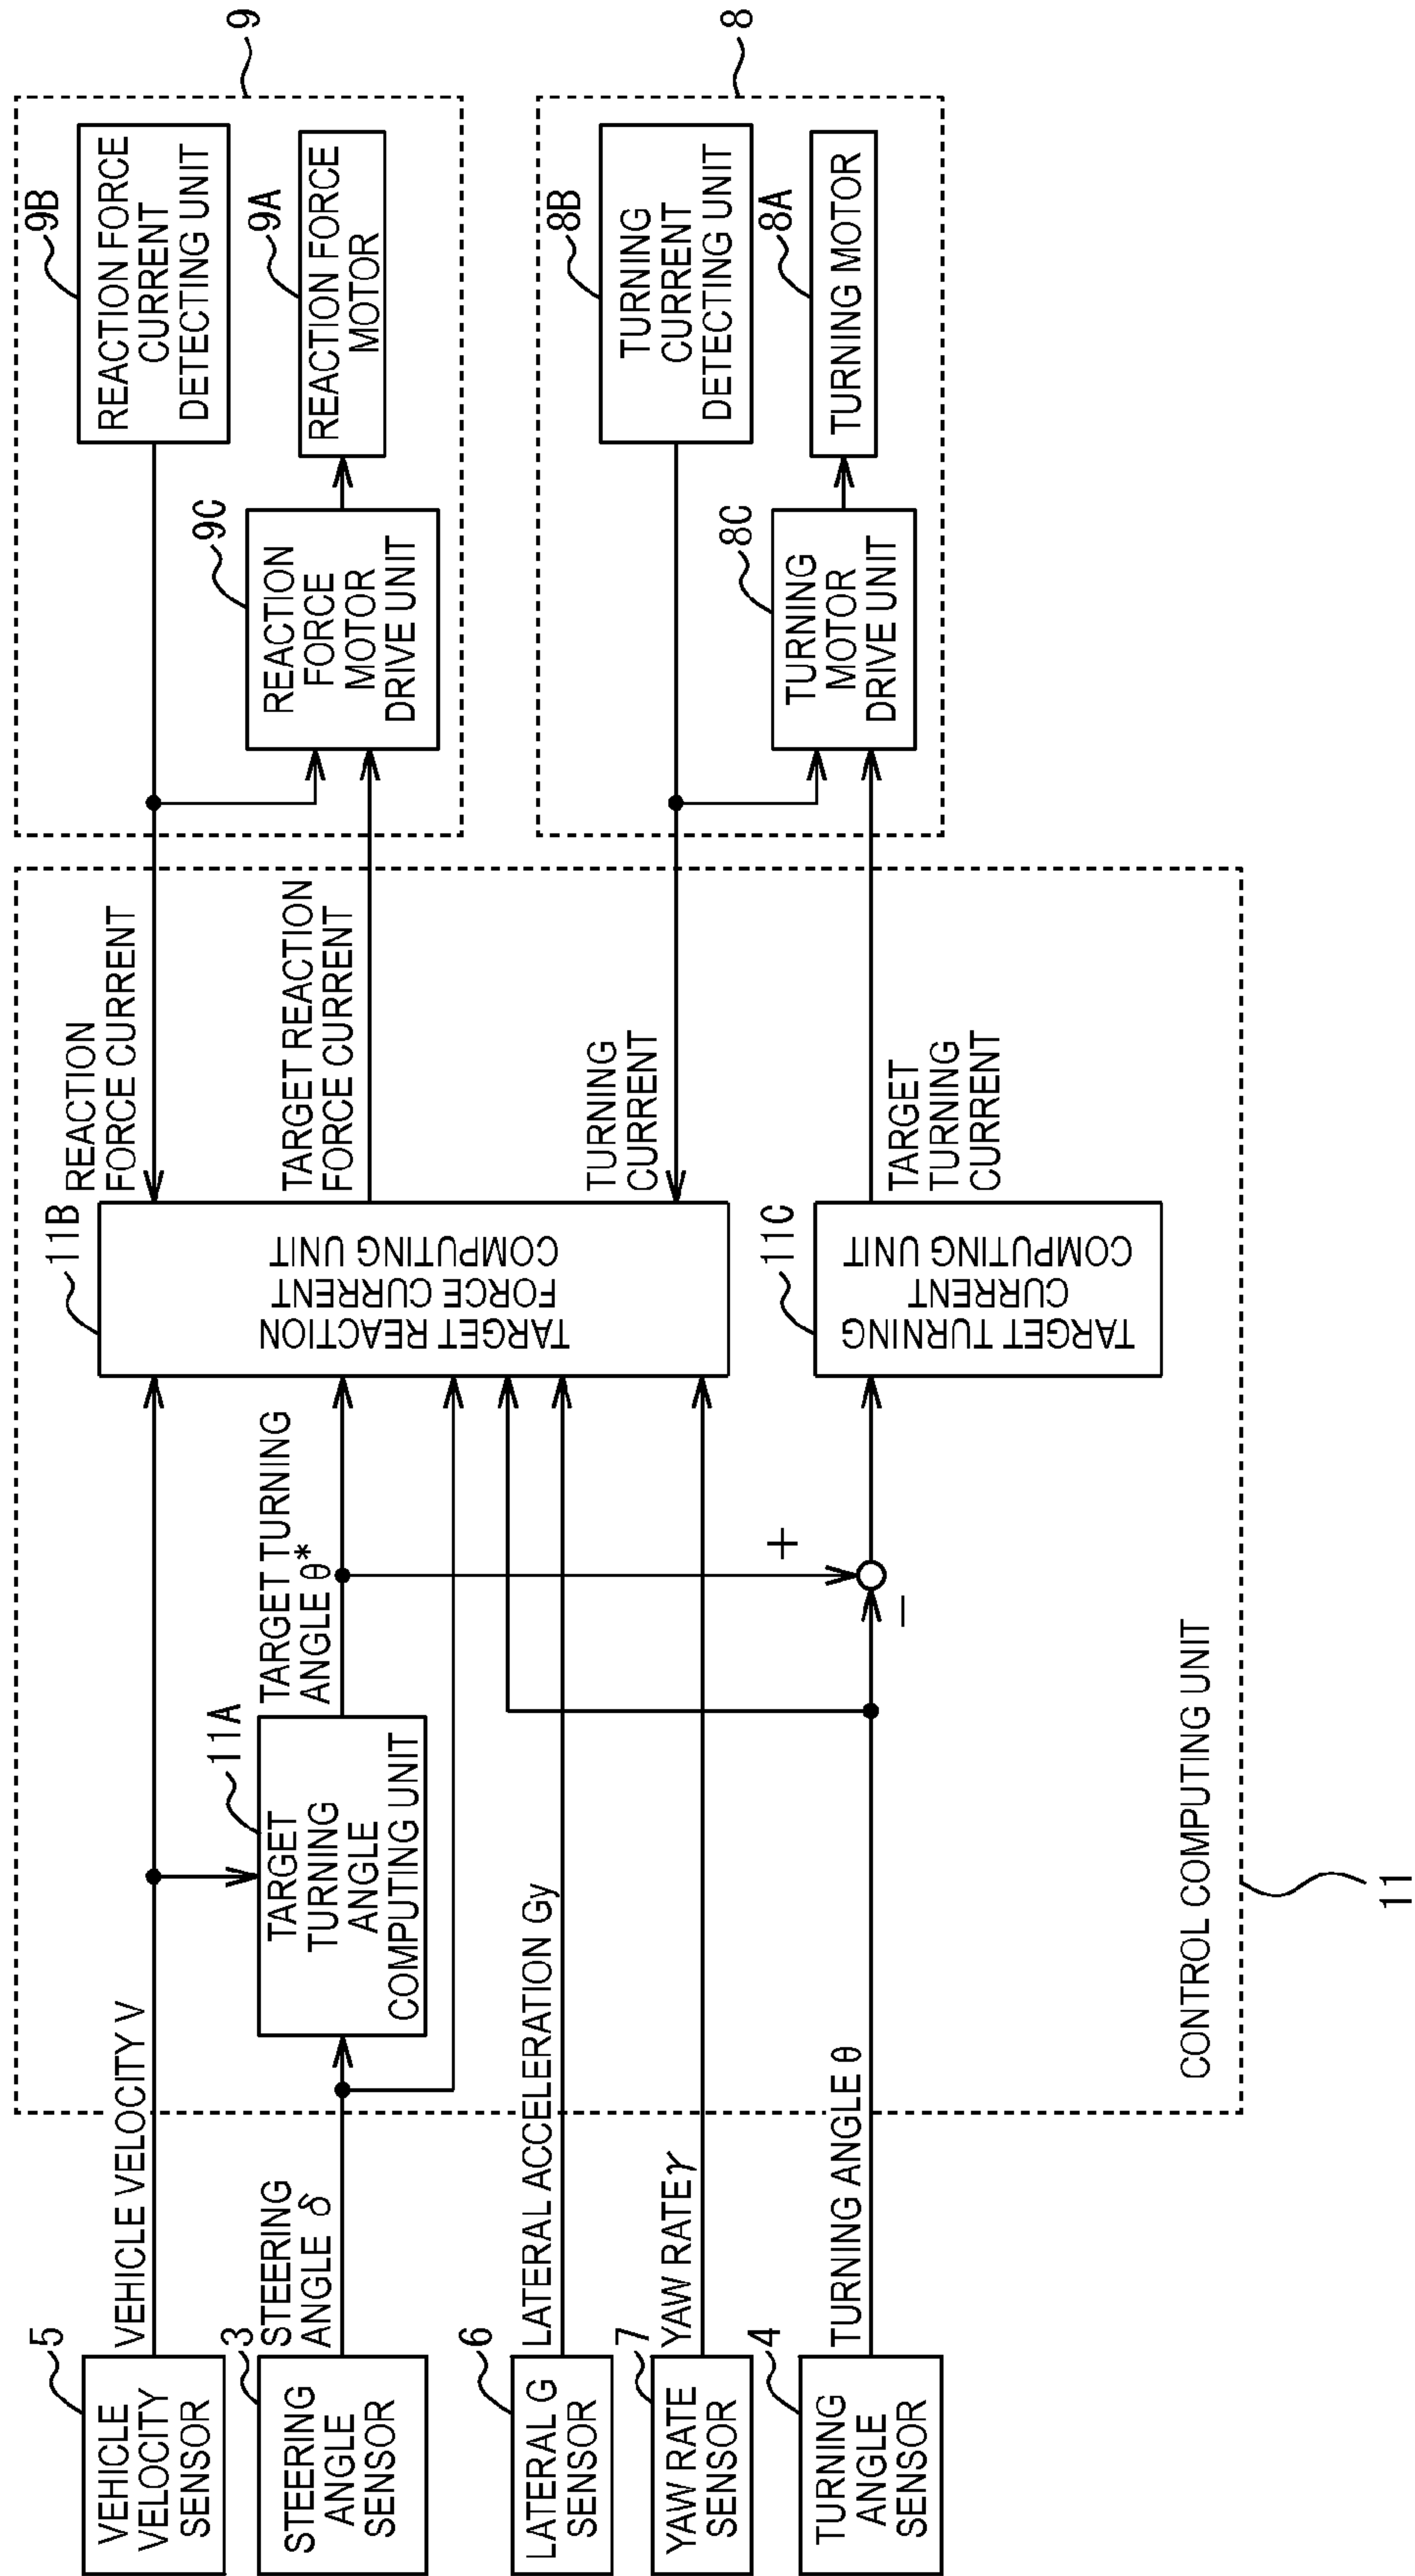 5
VEHICLE
VELOCITY
SENSOR
VEHICLE VELOCITY V
3
STEERING
ANGLE
SENSOR
STEERING
ANGLE δ
6
LATERAL G
SENSOR
LATERAL ACCELERATION Gy
7
YAW RATE
SENSOR
YAW RATE γ
4
TURNING
ANGLE
SENSOR
TURNING ANGLE θ
11A
TARGET
TURNING
ANGLE
COMPUTING UNIT
TARGET TURNING
ANGLE θ*
+
−
11B
TARGET REACTION
FORCE CURRENT
COMPUTING UNIT
11C
TARGET TURNING
CURRENT
COMPUTING UNIT
CONTROL COMPUTING UNIT
11
REACTION
FORCE CURRENT
TARGET REACTION
FORCE CURRENT
TURNING
CURRENT
TARGET
TURNING
CURRENT
9
9B
REACTION FORCE
CURRENT
DETECTING UNIT
9C
REACTION
FORCE
MOTOR
DRIVE UNIT
9A
REACTION FORCE
MOTOR
8
8B
TURNING
CURRENT
DETECTING UNIT
8C
TURNING
MOTOR
DRIVE UNIT
8A
TURNING MOTOR